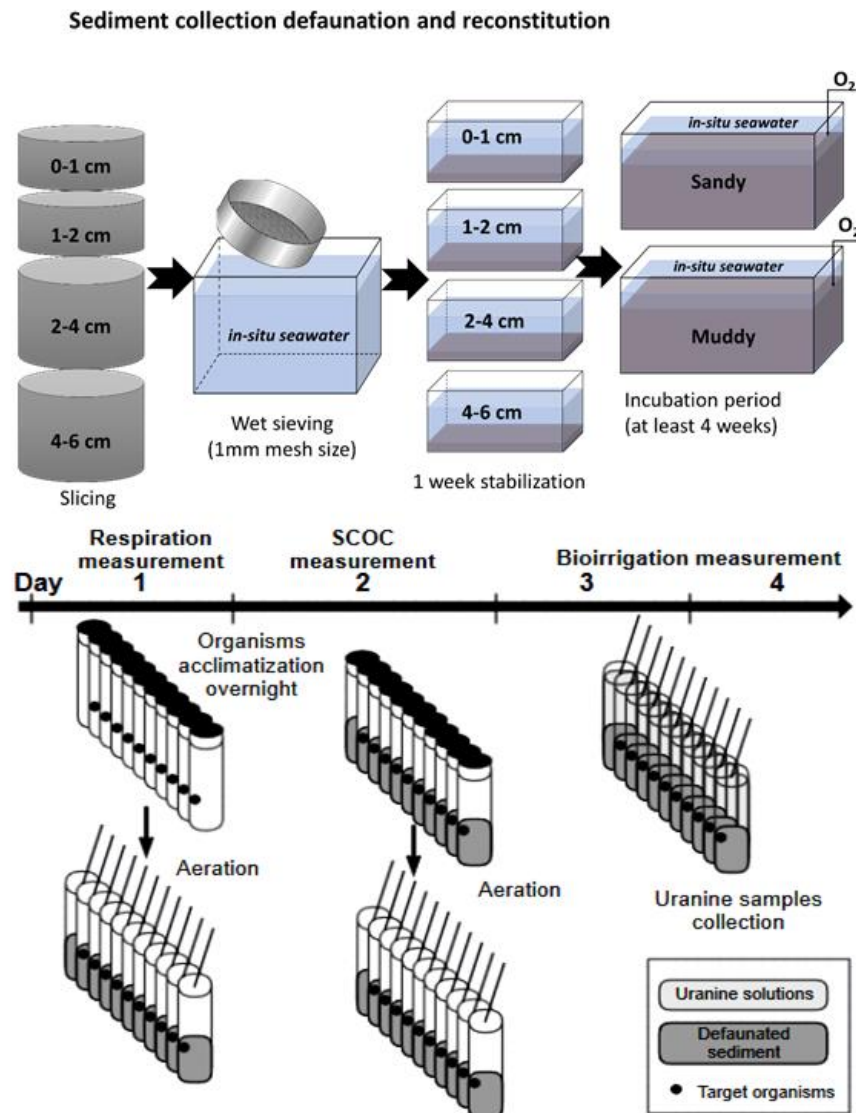 Sediment collection defaunation and reconstitution
O2
0-1 cm
0-1 cm
in-situ seawater
Sandy
1-2 cm
1-2 cm
O2
in-situ seawater
2-4 cm
in-situ seawater
2-4 cm
Muddy
4-6 cm
4-6 cm
Wet sieving
(1mm mesh size)
Incubation period
(at least 4 weeks)
Slicing
1 week stabilization
Respiration
measurement
SCOC
measurement
Bioirrigation measurement
Day 1 2 3 4
Organisms
acclimatization
overnight
Aeration
Aeration
Uranine samples
collection
Uranine solutions
Defaunated
sediment
Target organisms